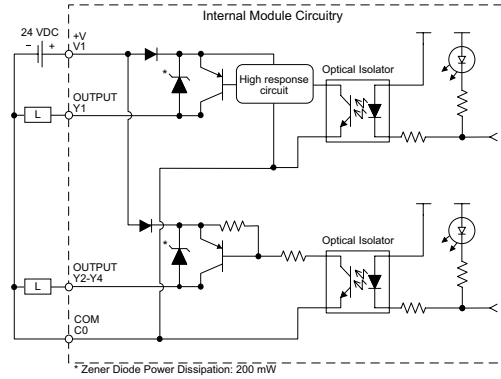 Internal Module Circuitry
24 VDC
+V
V1
− +
*
High response
circuit
Optical Isolator
OUTPUT
Y1
L
*
Optical Isolator
OUTPUT
Y2-Y4
L
COM
C0
* Zener Diode Power Dissipation: 200 mW